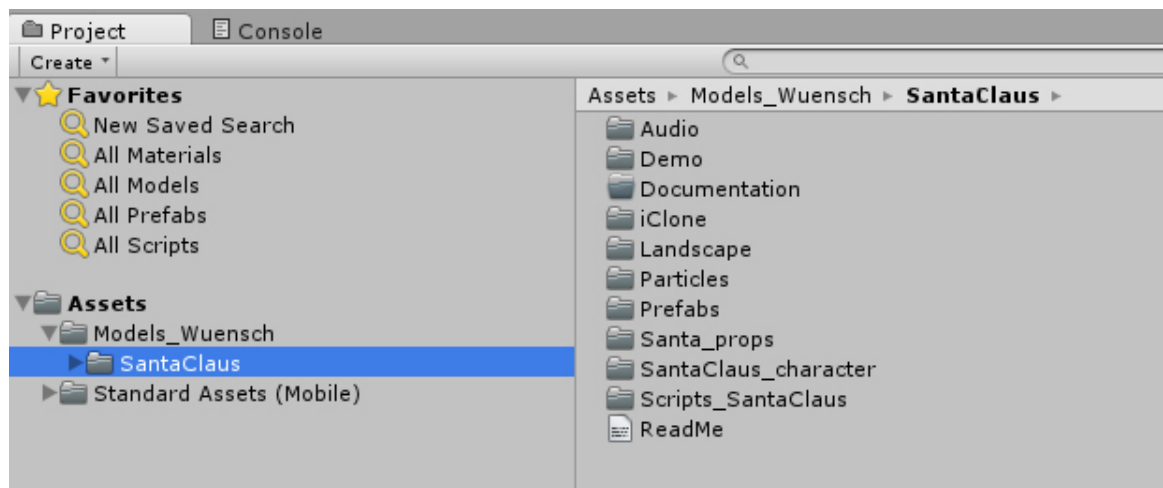 Project Console
Create
Favorites
New Saved Search
All Materials
All Models
All Prefabs
All Scripts
Assets
Models_Wuensch
SantaClaus
Standard Assets (Mobile)
Assets Models_Wuensch SantaClaus
Audio
Demo
Documentation
iClone
Landscape
Particles
Prefabs
Santa_props
SantaClaus_character
Scripts_SantaClaus
ReadMe